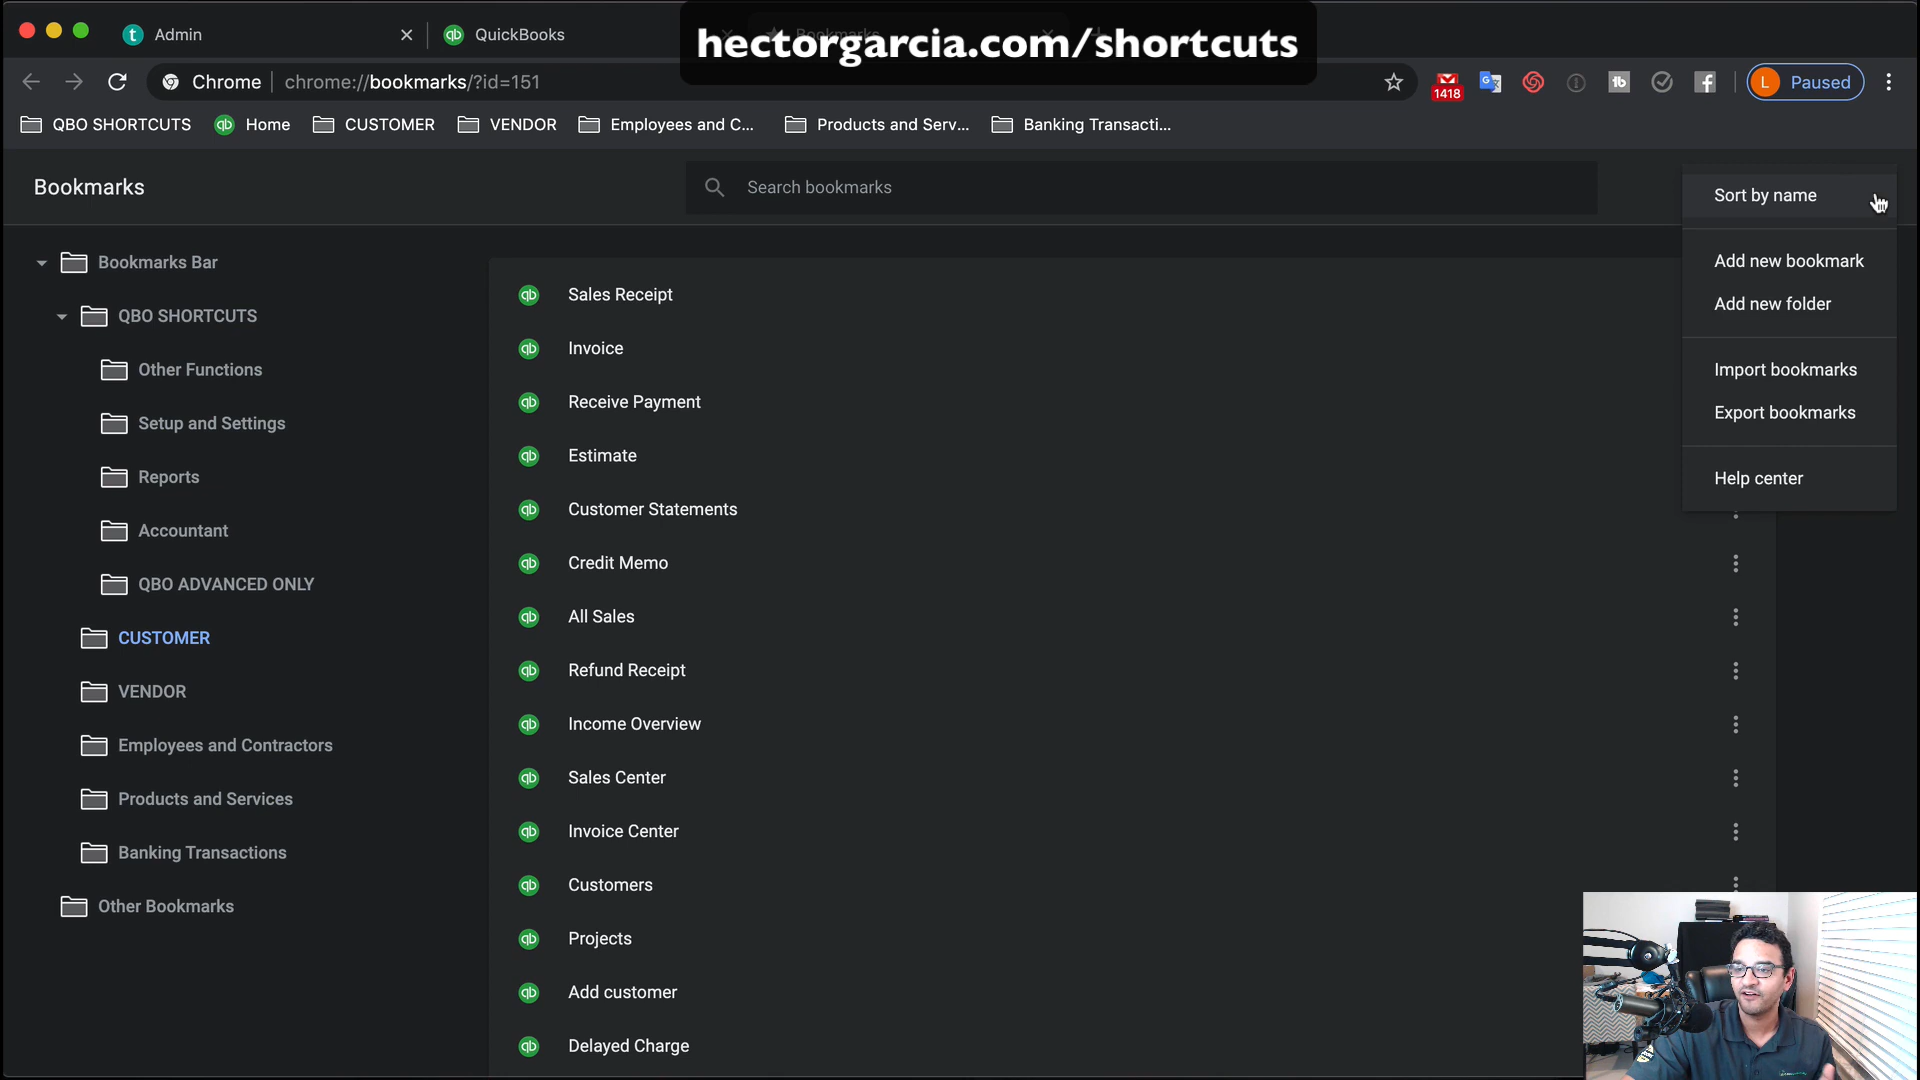 Admin
QuickBooks
hectorgarcia.com/shortcuts
Chrome
chrome://bookmarks/?id=151
1418
tb
L
Paused
QBO SHORTCUTS
qb
Home
CUSTOMER
VENDOR
Employees and C...
Products and Serv...
Banking Transacti...
Bookmarks
Search bookmarks
Sort by name
Add new bookmark
Add new folder
Import bookmarks
Export bookmarks
Help center
Bookmarks Bar
QBO SHORTCUTS
Other Functions
Setup and Settings
Reports
Accountant
QBO ADVANCED ONLY
CUSTOMER
VENDOR
Employees and Contractors
Products and Services
Banking Transactions
Other Bookmarks
Sales Receipt
Invoice
Receive Payment
Estimate
Customer Statements
Credit Memo
All Sales
Refund Receipt
Income Overview
Sales Center
Invoice Center
Customers
Projects
Add customer
Delayed Charge